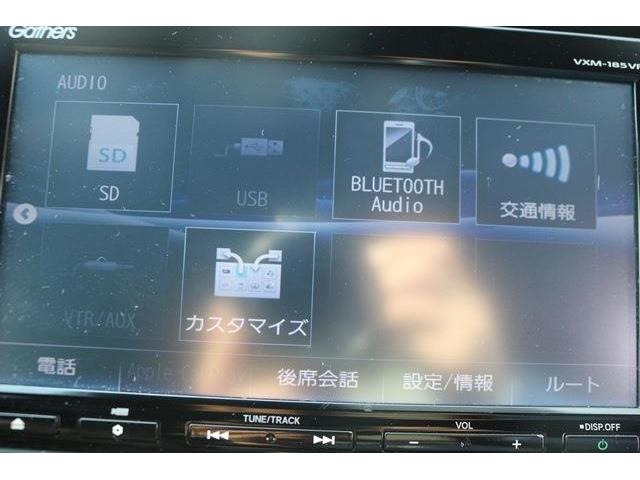 Gathers
VXM-185VF
AUDIO
SD
SD
USB
BLUETOOTH
Audio
交通情報
VTR/AUX
カスタマイズ
電話
Apple
後席会話
設定/情報
ルート
TUNE/TRACK
VOL
DISP.OFF